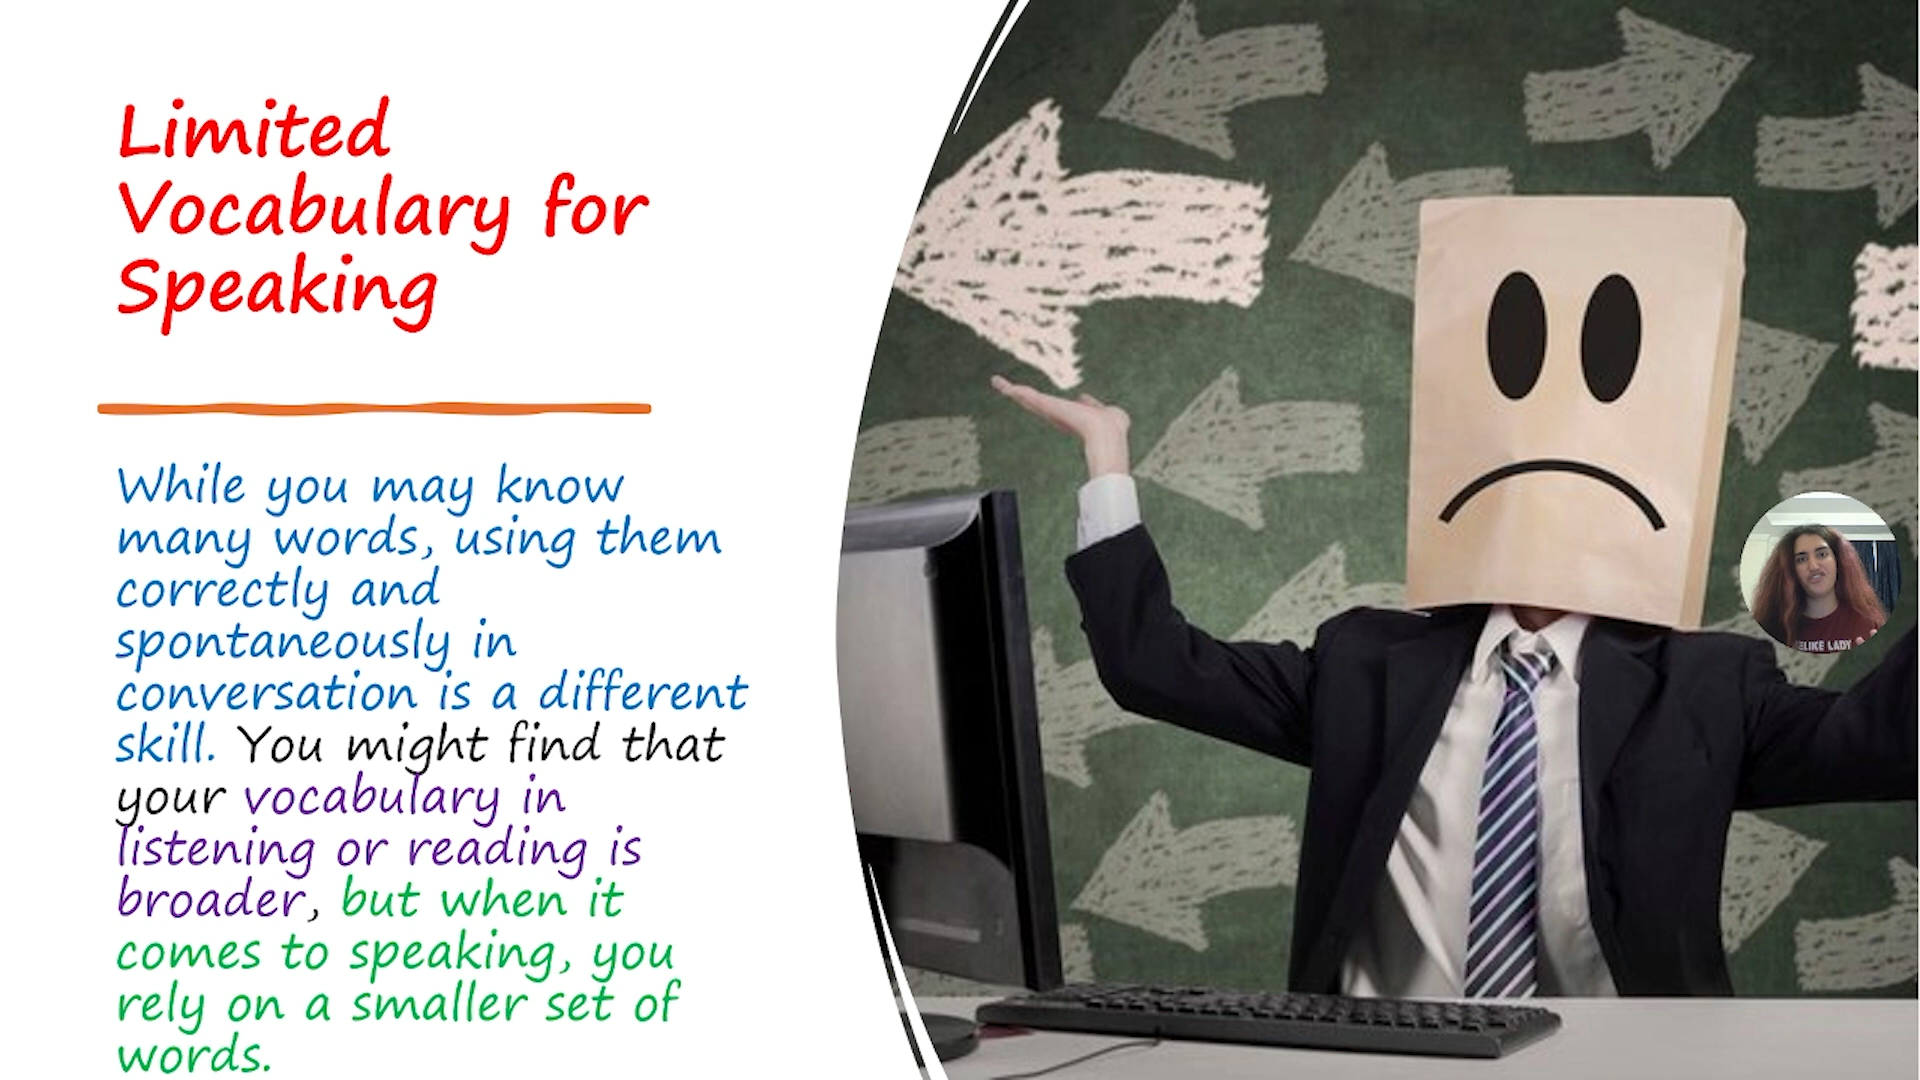 Limited
Vocabulary for
Speaking
While you may know
many words, using them
correctly and
spontaneously in
conversation is a different
skill. You might find that
your vocabulary in
listening or reading is
broader, but when it
comes to speaking, you
rely on a smaller set of
words.
LADY